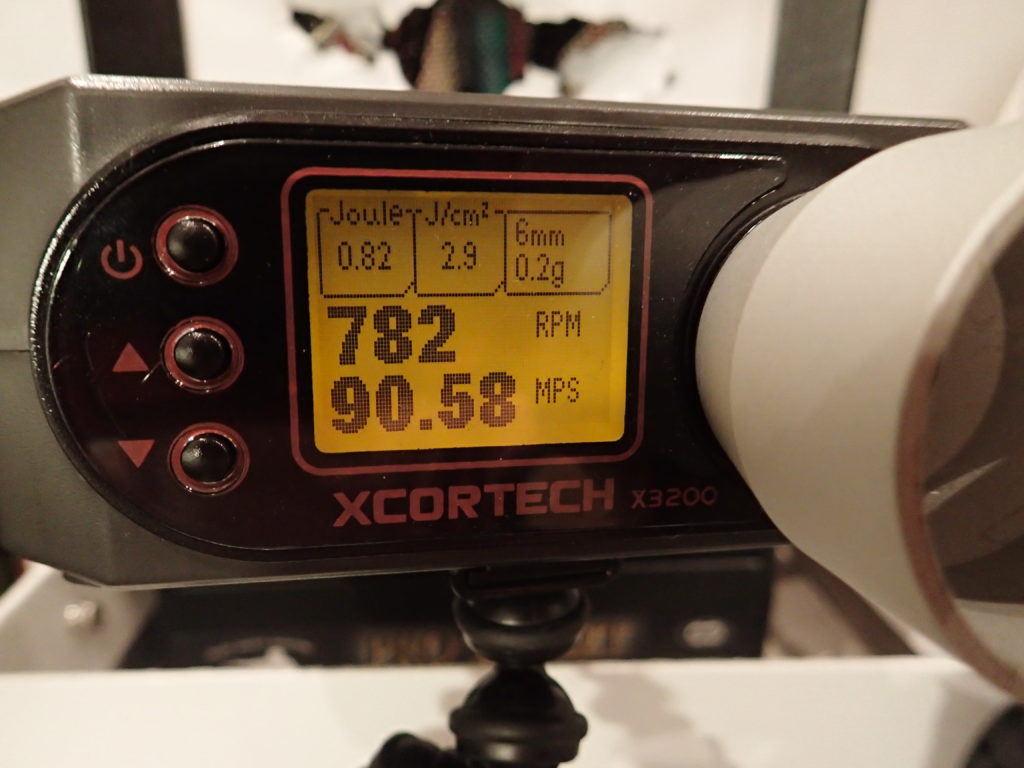 Joule J/cm² 6mm
0.82 2.9 0.2g
782 RPM
90.58 MPS
XCORTECH X3200